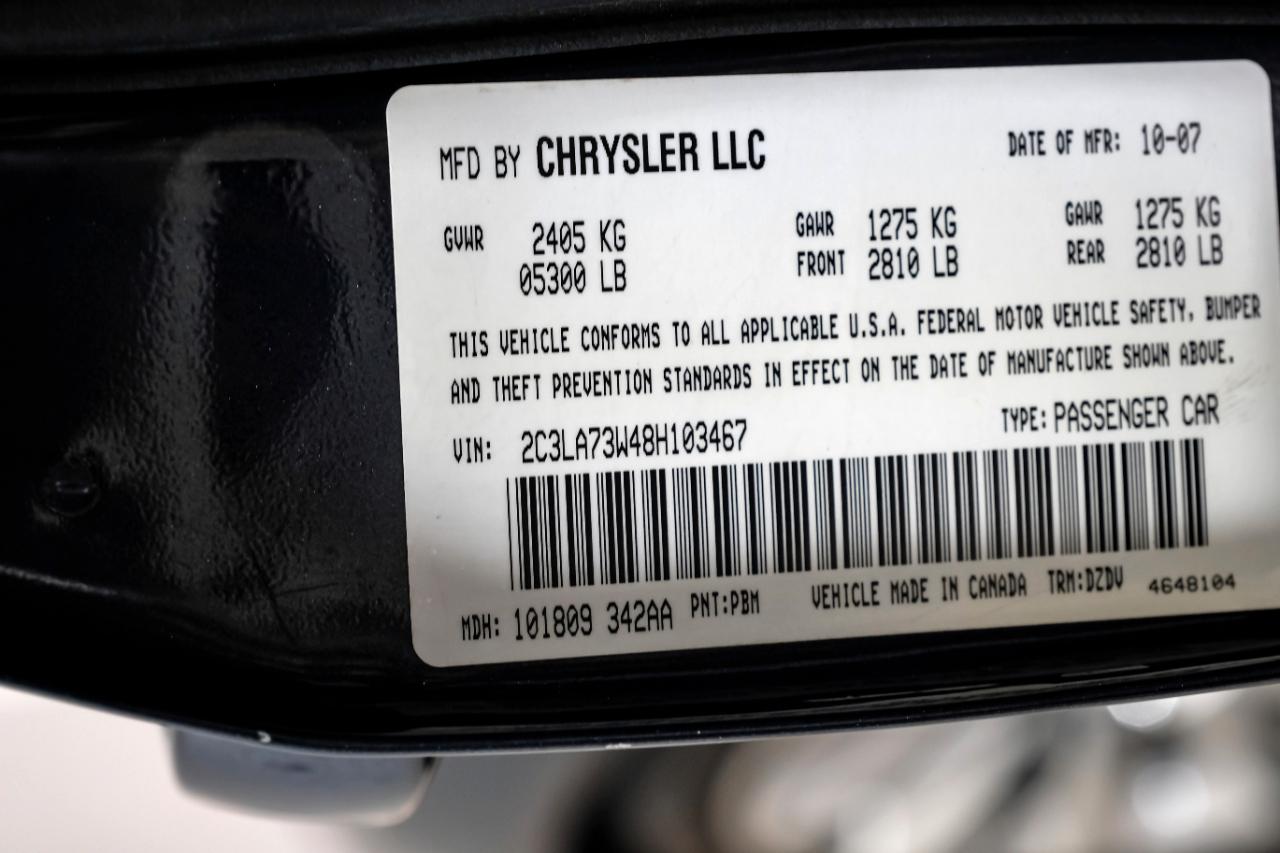 MFD BY CHRYSLER LLC DATE OF MFR: 10-07
GVWR 2405 KG GAWR 1275 KG GAWR 1275 KG
05300 LB FRONT 2810 LB REAR 2810 LB
THIS VEHICLE CONFORMS TO ALL APPLICABLE U.S.A. FEDERAL MOTOR VEHICLE SAFETY, BUMPER
AND THEFT PREVENTION STANDARDS IN EFFECT ON THE DATE OF MANUFACTURE SHOWN ABOVE.
VIN: 2C3LA73W48H103467 TYPE: PASSENGER CAR
MDH: 101809 342AA PNT:PBM VEHICLE MADE IN CANADA TRM:DZDV 4648104